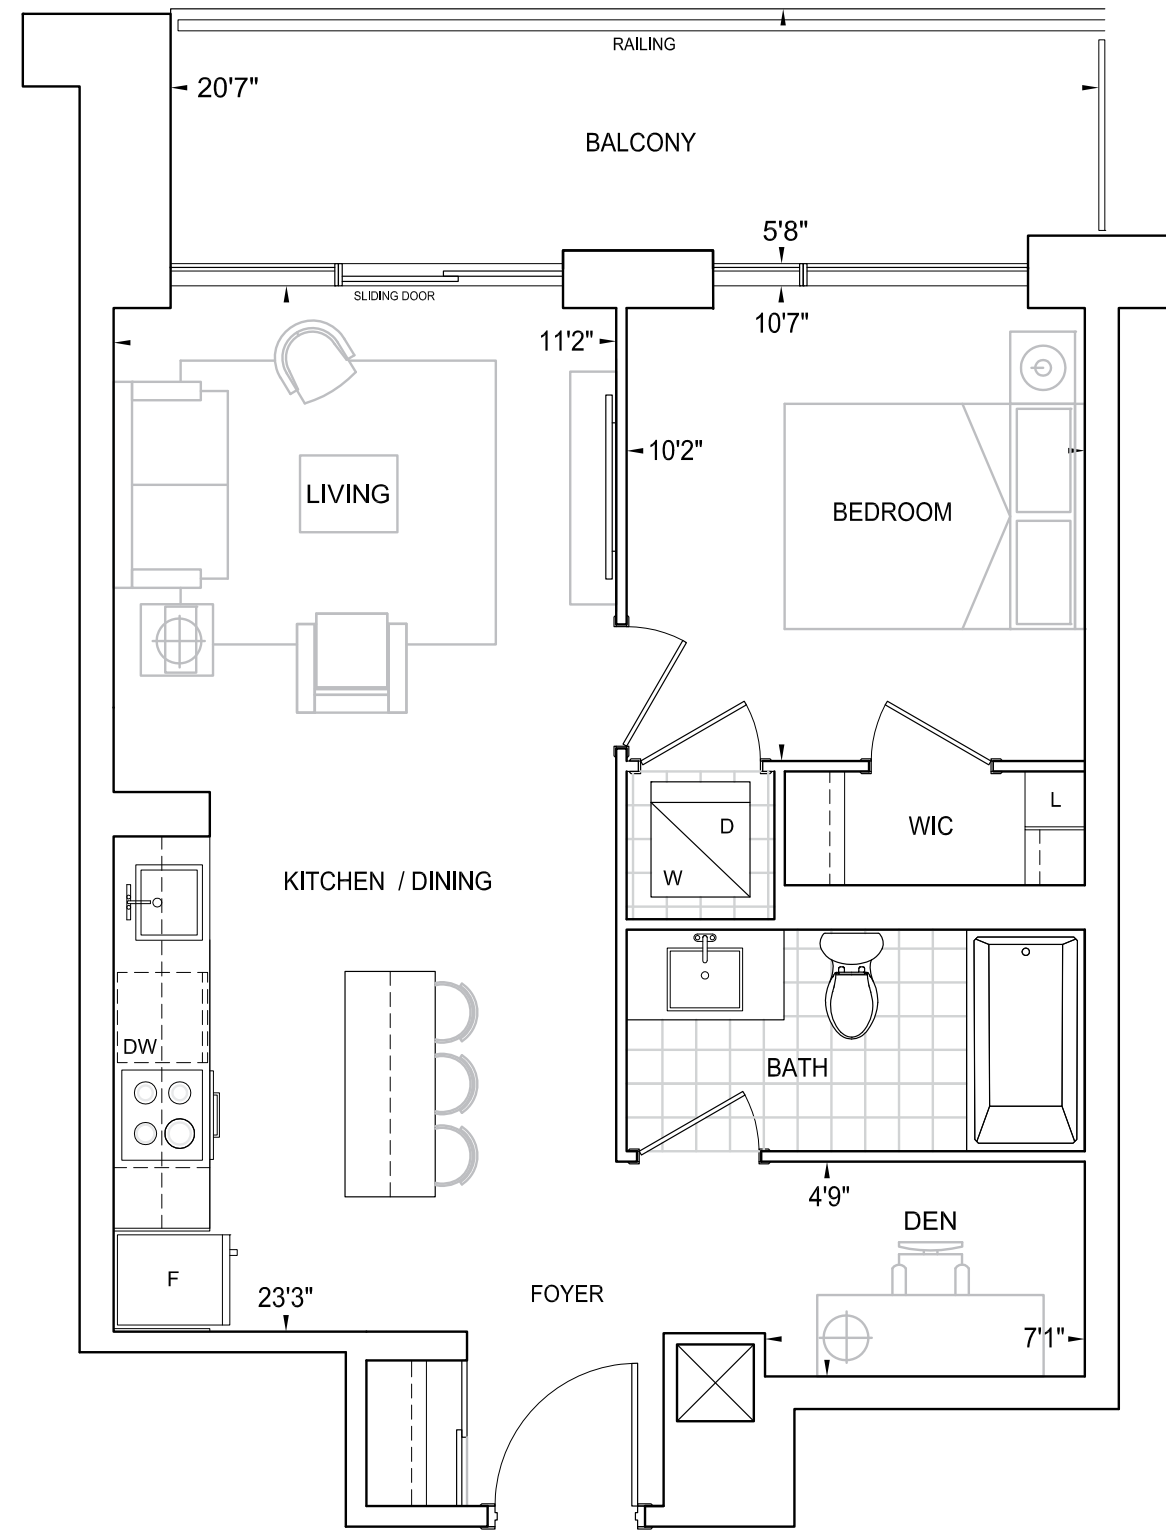 RAILING
20'7"
BALCONY
5'8"
SLIDING DOOR
10'7"
11'2"
10'2"
LIVING
BEDROOM
D
L
WIC
W
KITCHEN / DINING
DW
BATH
4'9"
DEN
F
23'3"
FOYER
7'1"